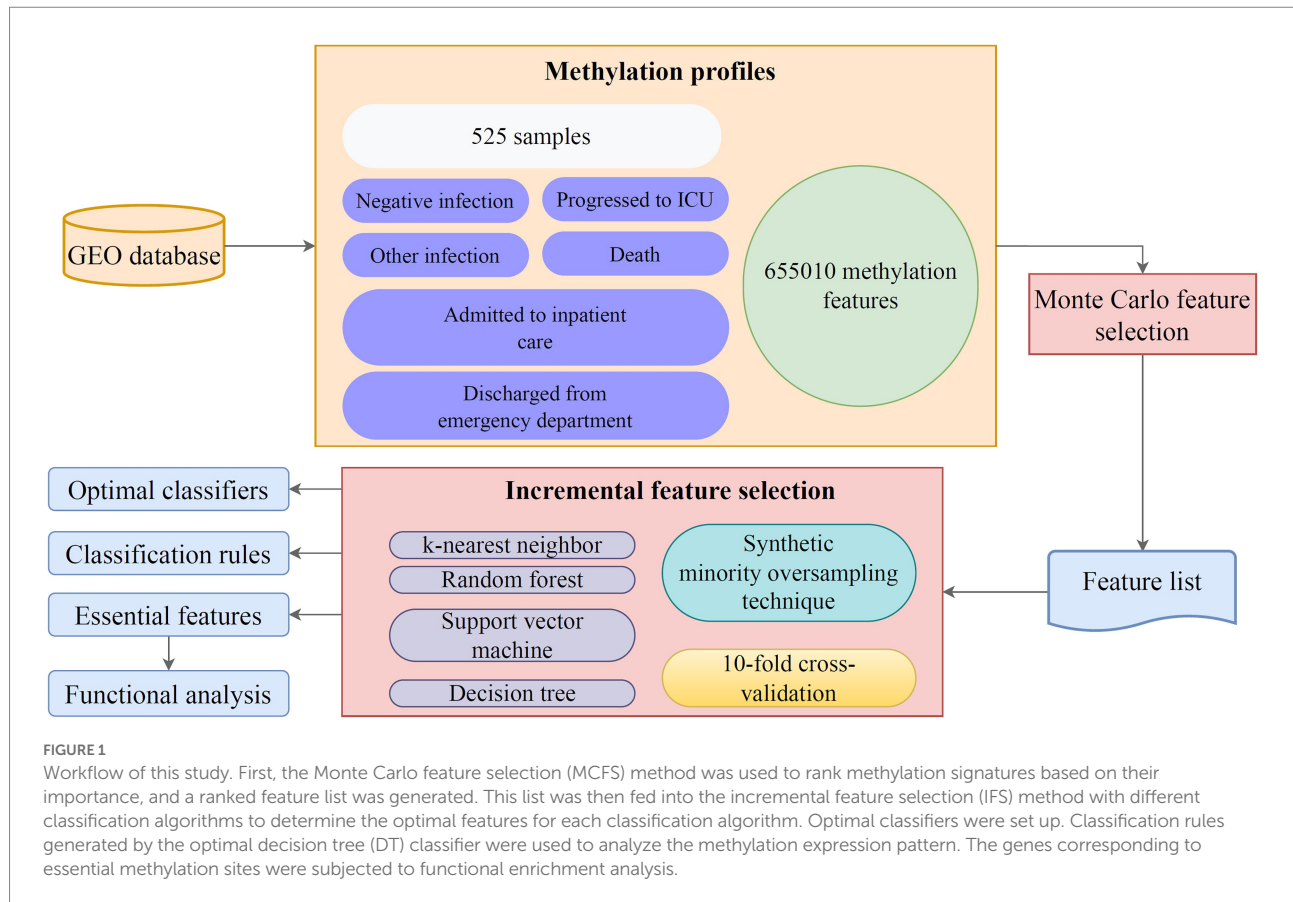 Methylation profiles
525 samples
Negative infection
Progressed to ICU
Other infection
Death
Admitted to inpatient
care
Discharged from
emergency department
655010 methylation
features
GEO database
Monte Carlo feature
selection
Feature list
Incremental feature selection
k-nearest neighbor
Random forest
Support vector
machine
Decision tree
Synthetic
minority oversampling
technique
10-fold cross-
validation
Optimal classifiers
Classification rules
Essential features
Functional analysis
FIGURE 1
Workflow of this study. First, the Monte Carlo feature selection (MCFS) method was used to rank methylation signatures based on their
importance, and a ranked feature list was generated. This list was then fed into the incremental feature selection (IFS) method with different
classification algorithms to determine the optimal features for each classification algorithm. Optimal classifiers were set up. Classification rules
generated by the optimal decision tree (DT) classifier were used to analyze the methylation expression pattern. The genes corresponding to
essential methylation sites were subjected to functional enrichment analysis.